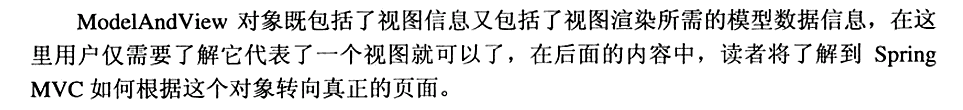 ModelAndView 对象既包括了视图信息又包括了视图渲染所需的模型数据信息，在这
里用户仅需要了解它代表了一个视图就可以了，在后面的内容中，读者将了解到 Spring
MVC 如何根据这个对象转向真正的页面。